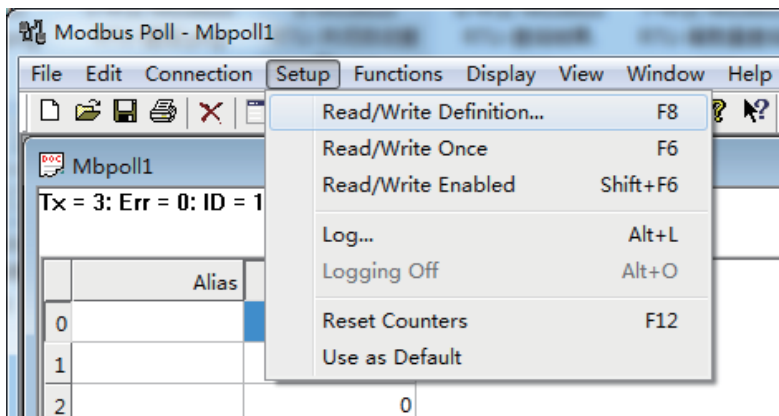 Modbus Poll - Mbpoll1
File Edit Connection Setup Functions Display View Window Help
Read/Write Definition... F8
Read/Write Once F6
Read/Write Enabled Shift+F6
Log... Alt+L
Logging Off Alt+O
Reset Counters F12
Use as Default
Mbpoll1
Tx = 3: Err = 0: ID = 1
Alias
0
1
2 0